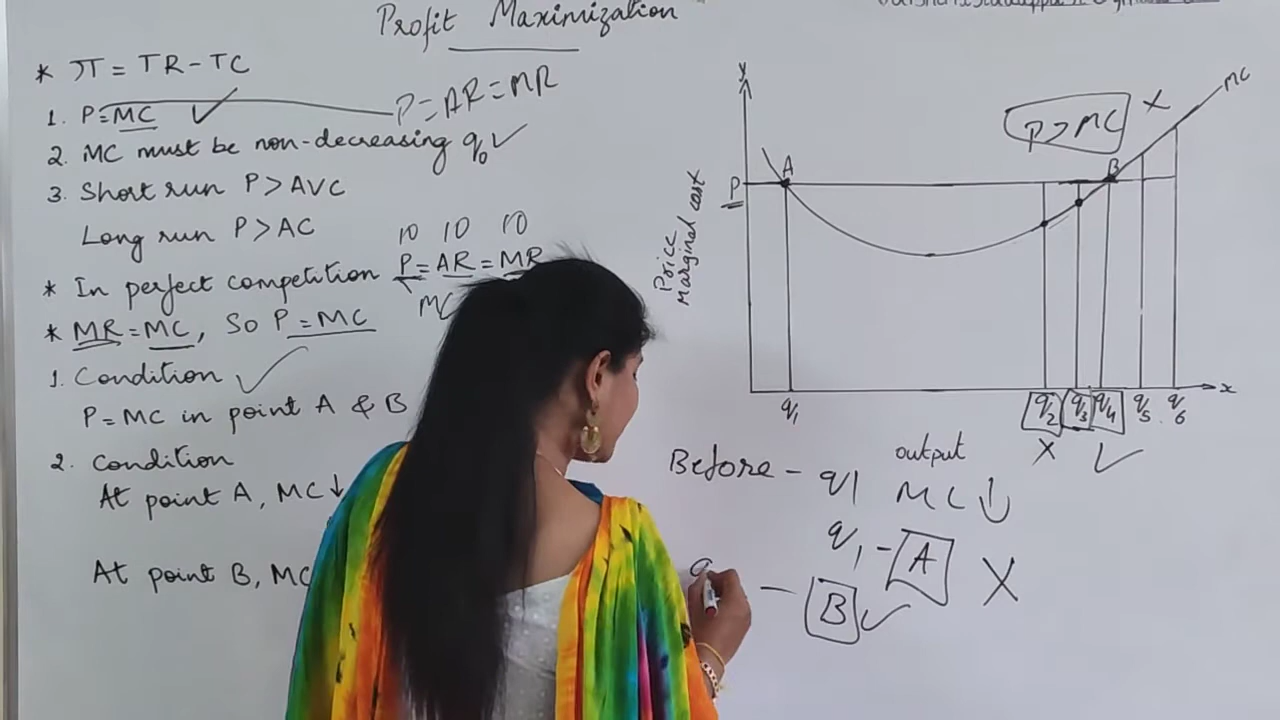 Profit Maximization
* π = TR - TC
1. P=MC ✓ P=AR=MR
2. MC must be non-decreasing q₀ ✓
3. Short run P>AVC
Long run P>AC
10 10 10
* In perfect competition P=AR=MR
MC
* MR=MC, So P=MC
1. Condition ✓
P=MC in point A & B
2. Condition
At point A, MC↓
At point B, MC
y
MC
P>MC X
A
B
P
Price
Marginal cost
x
q₁ q₂ q₃ q₄ q₅ q₆
X ✓
output
Before - q1 MC ↓
q₁ - A X
- B ✓